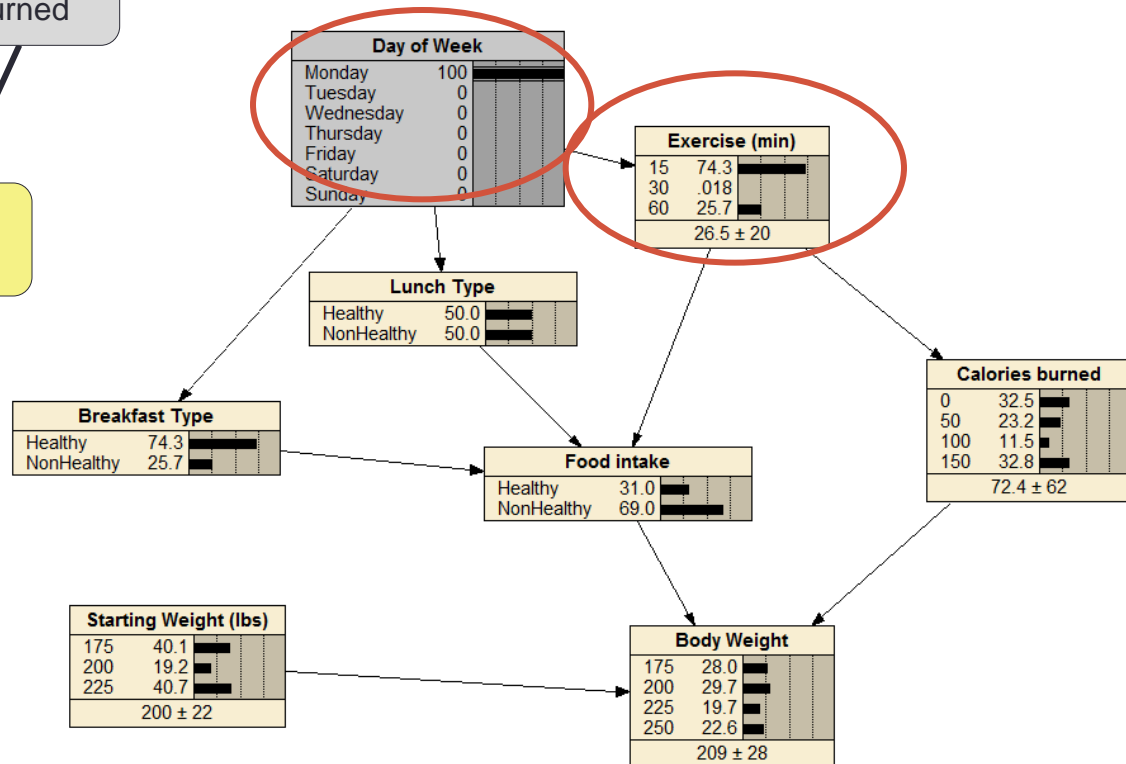 urned
Day of Week
Monday 100
Tuesday 0
Wednesday 0
Thursday 0
Friday 0
Saturday 0
Sunday 0
Exercise (min)
15 74.3
30 .018
60 25.7
26.5 ± 20
Lunch Type
Healthy 50.0
NonHealthy 50.0
Calories burned
0 32.5
50 23.2
100 11.5
150 32.8
72.4 ± 62
Breakfast Type
Healthy 74.3
NonHealthy 25.7
Food intake
Healthy 31.0
NonHealthy 69.0
Starting Weight (lbs)
175 40.1
200 19.2
225 40.7
200 ± 22
Body Weight
175 28.0
200 29.7
225 19.7
250 22.6
209 ± 28